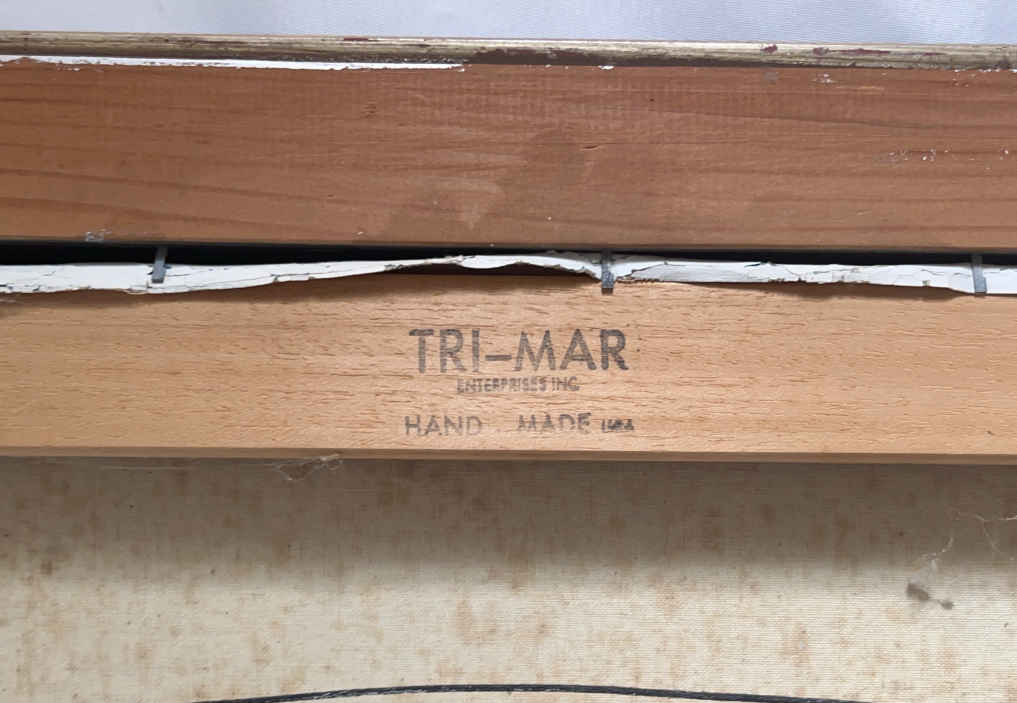 TRI-MAR
ENTERPRISES INC
HAND MADE USA